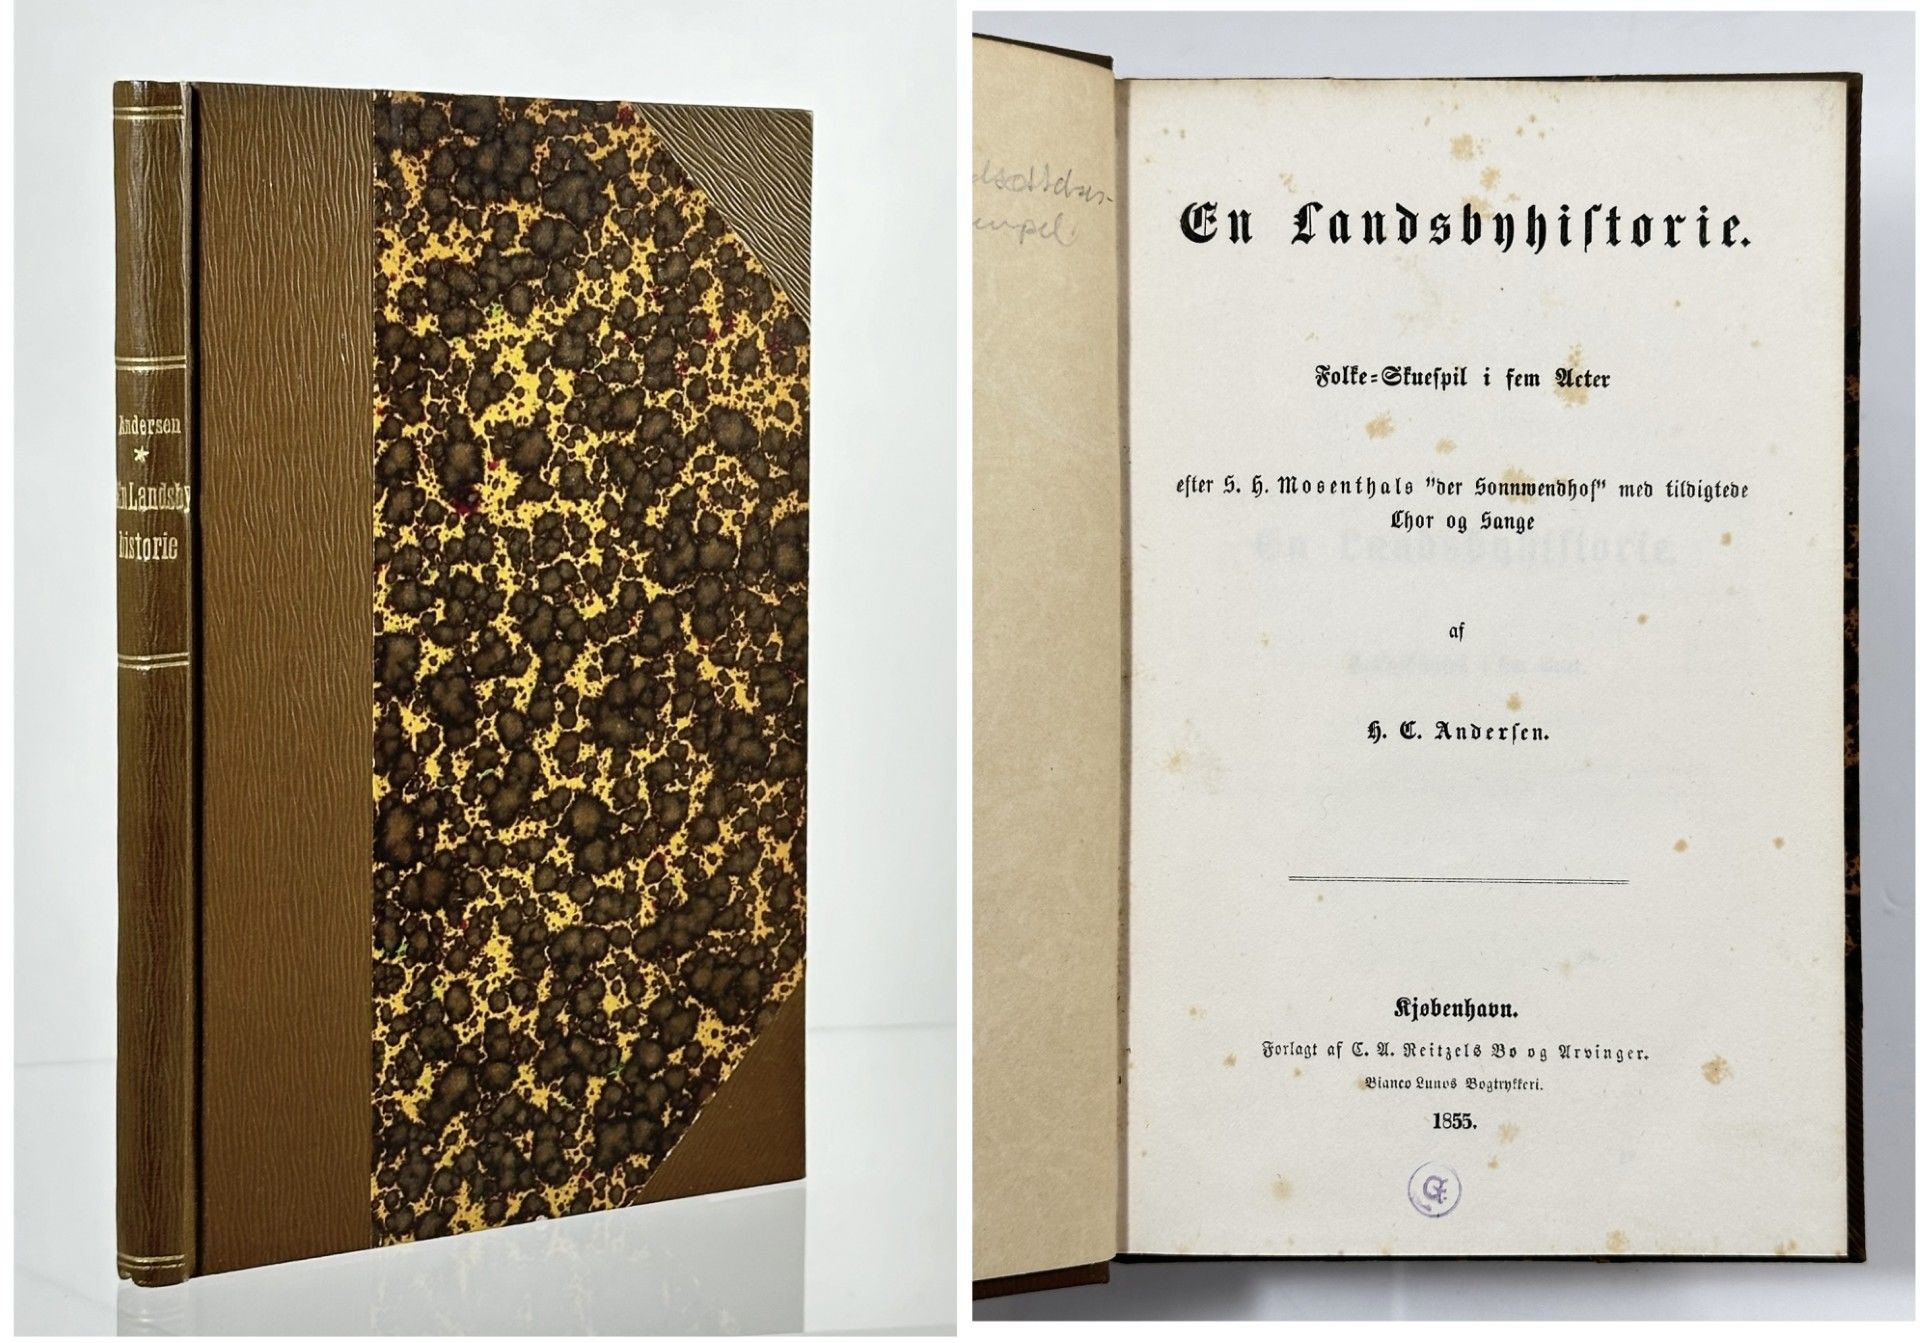 Andersen
*
En Landsby
historie
En Landsbyhiſtorie.
Folke=Skueſpil i fem Acter
efter S. H. Mosenthals "der Sonnwendhof" med tildigtede
Chor og Sange
af
H. C. Anderſen.
Kjøbenhavn.
Forlagt af C. A. Reitzels Bo og Arvinger.
Bianco Lunos Bogtrykkeri.
1855.